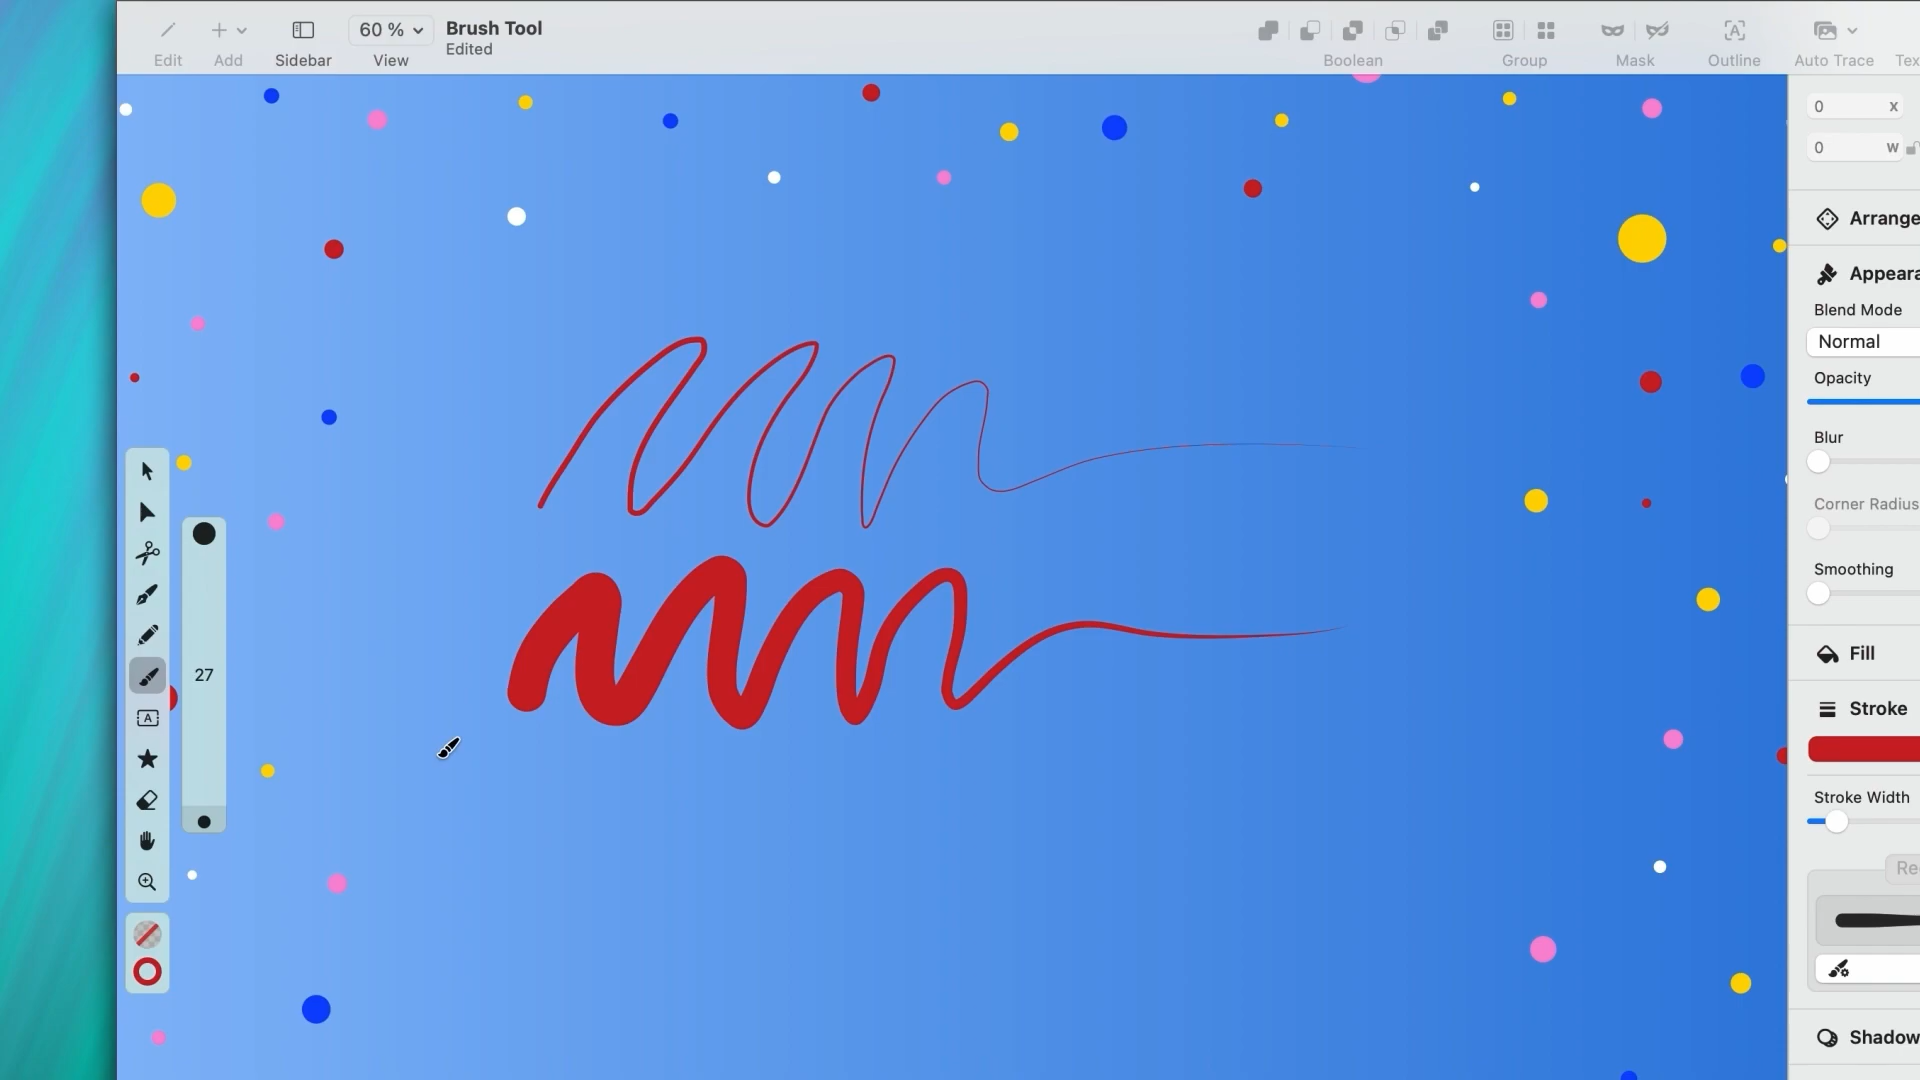 60 %
Brush Tool
Edited
Edit
Add
Sidebar
View
Boolean
Group
Mask
Outline
Auto Trace
0 X
0 W
Arrange
Blend Mode
Normal
Opacity
Blur
Corner Radius
Smoothing
Fill
27
A
Stroke
Stroke Width
Shadow